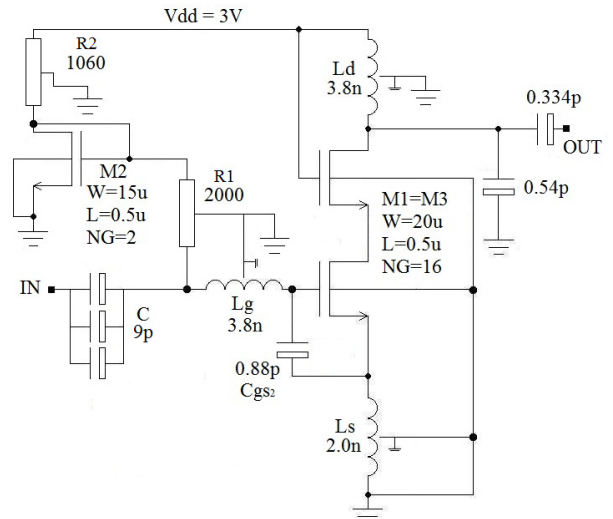 Vdd = 3V
R2
1060
Ld
3.8n
0.334p
OUT
M2
W=15u
L=0.5u
NG=2
R1
2000
M1=M3
W=20u
L=0.5u
NG=16
0.54p
IN
C
9p
Lg
3.8n
0.88p
Cgs₂
Ls
2.0n